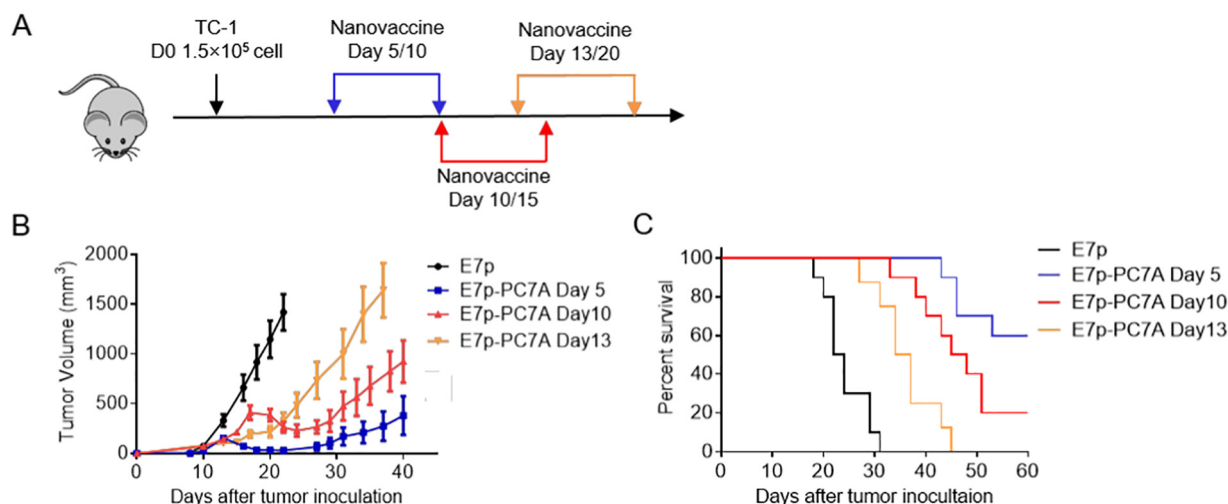 A
TC-1
D0 1.5×10⁵ cell
Nanovaccine
Day 5/10
Nanovaccine
Day 13/20
Nanovaccine
Day 10/15
B
Tumor Volume (mm³)
2000
1500
1000
500
0
0 10 20 30 40
Days after tumor inoculation
E7p
E7p-PC7A Day 5
E7p-PC7A Day10
E7p-PC7A Day13
C
Percent survival
100
80
60
40
20
0
0 10 20 30 40 50 60
Days after tumor inocultaion
E7p
E7p-PC7A Day 5
E7p-PC7A Day10
E7p-PC7A Day13